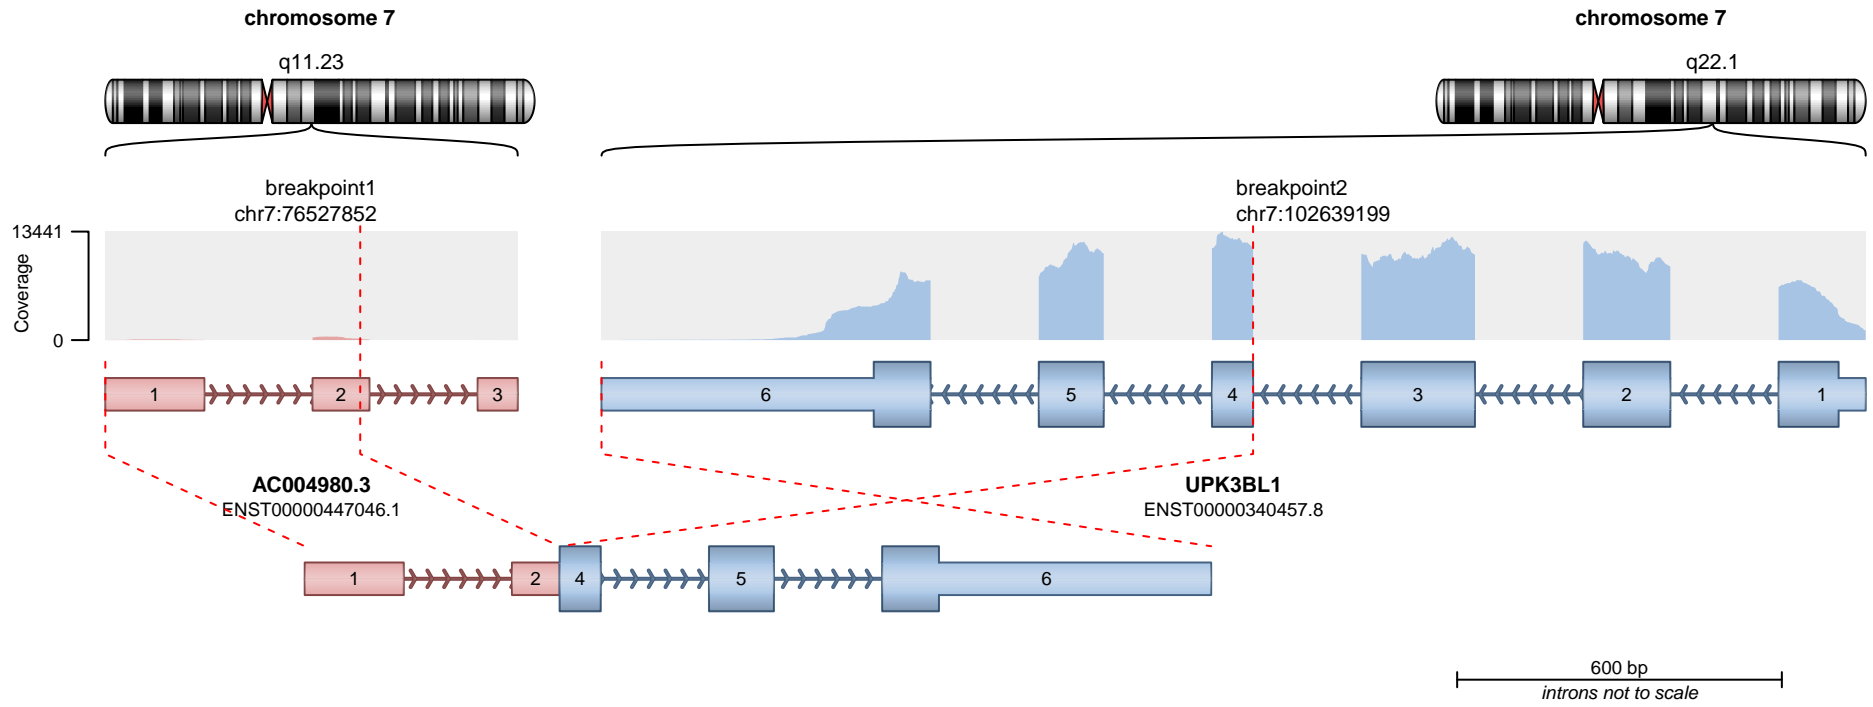 chromosome 7
chromosome 7
q11.23
q22.1
breakpoint1
chr7:76527852
breakpoint2
chr7:102639199
13441
Coverage
0
1
2
3
6
5
4
3
2
1
AC004980.3
ENST00000447046.1
UPK3BL1
ENST00000340457.8
1
2
4
5
6
600 bp
introns not to scale